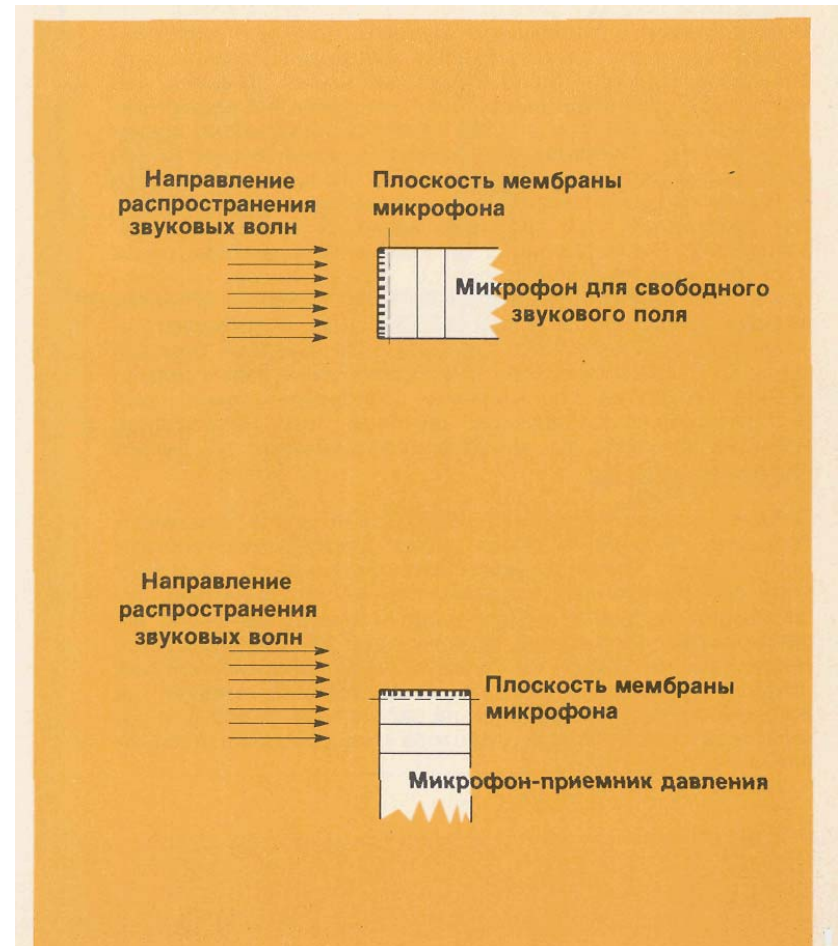 Направление
распространения
звуковых волн
Плоскость мембраны
микрофона
Микрофон для свободного
звукового поля
Направление
распространения
звуковых волн
Плоскость мембраны
микрофона
Микрофон-приемник давления